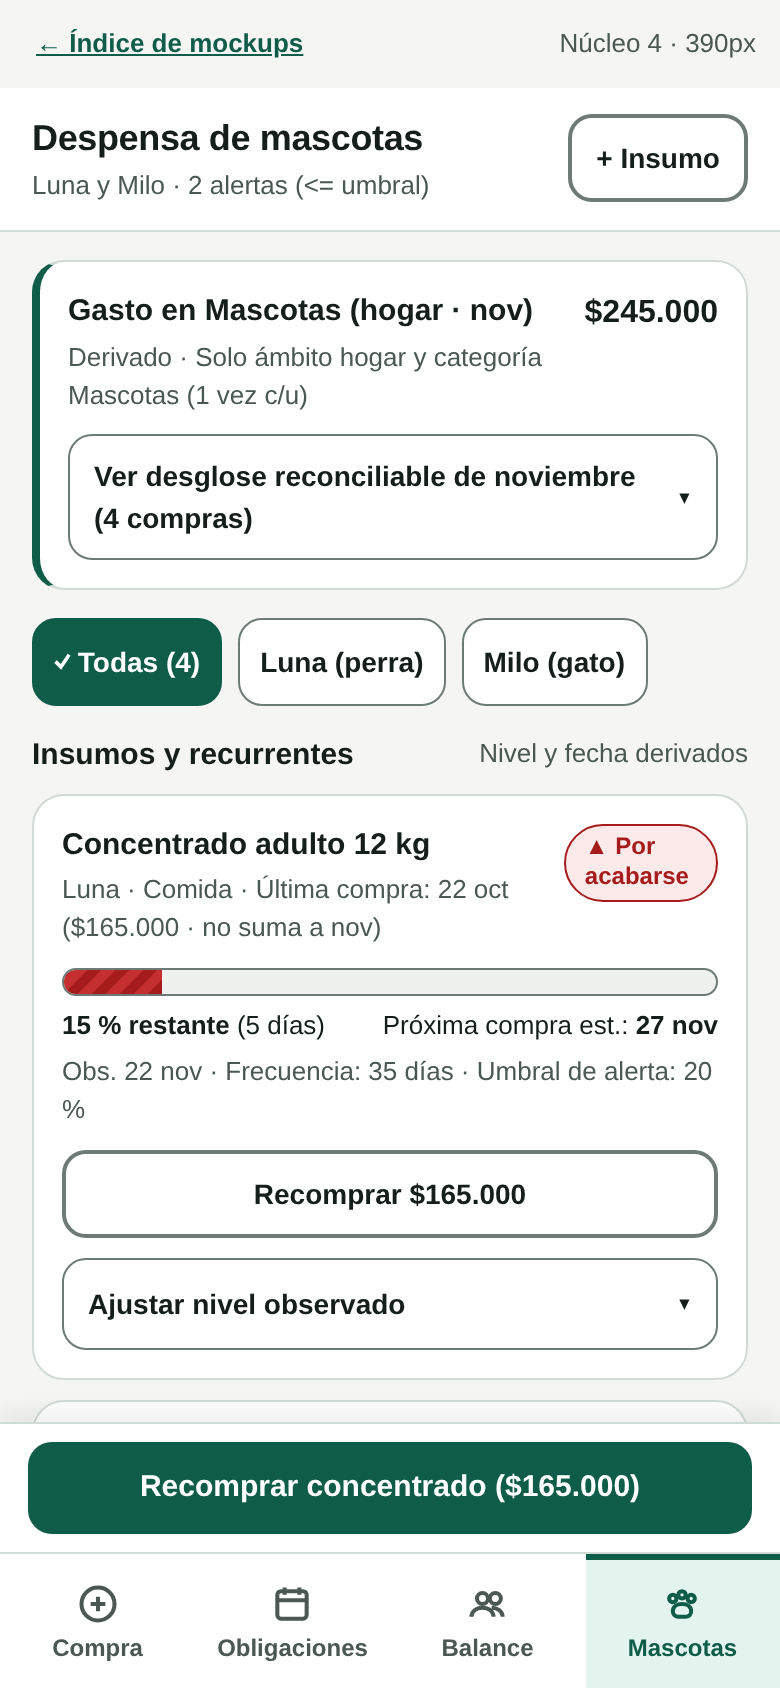 ← Índice de mockups
Núcleo 4 · 390px
Despensa de mascotas
Luna y Milo · 2 alertas (<= umbral)
+ Insumo
Gasto en Mascotas (hogar · nov)
$245.000
Derivado · Solo ámbito hogar y categoría
Mascotas (1 vez c/u)
Ver desglose reconciliable de noviembre
(4 compras)
▼
✓ Todas (4)
Luna (perra)
Milo (gato)
Insumos y recurrentes
Nivel y fecha derivados
Concentrado adulto 12 kg
▲ Por
acabarse
Luna · Comida · Última compra: 22 oct
($165.000 · no suma a nov)
15 % restante (5 días)
Próxima compra est.: 27 nov
Obs. 22 nov · Frecuencia: 35 días · Umbral de alerta: 20
%
Recomprar $165.000
Ajustar nivel observado
▼
Recomprar concentrado ($165.000)
Compra
Obligaciones
Balance
Mascotas